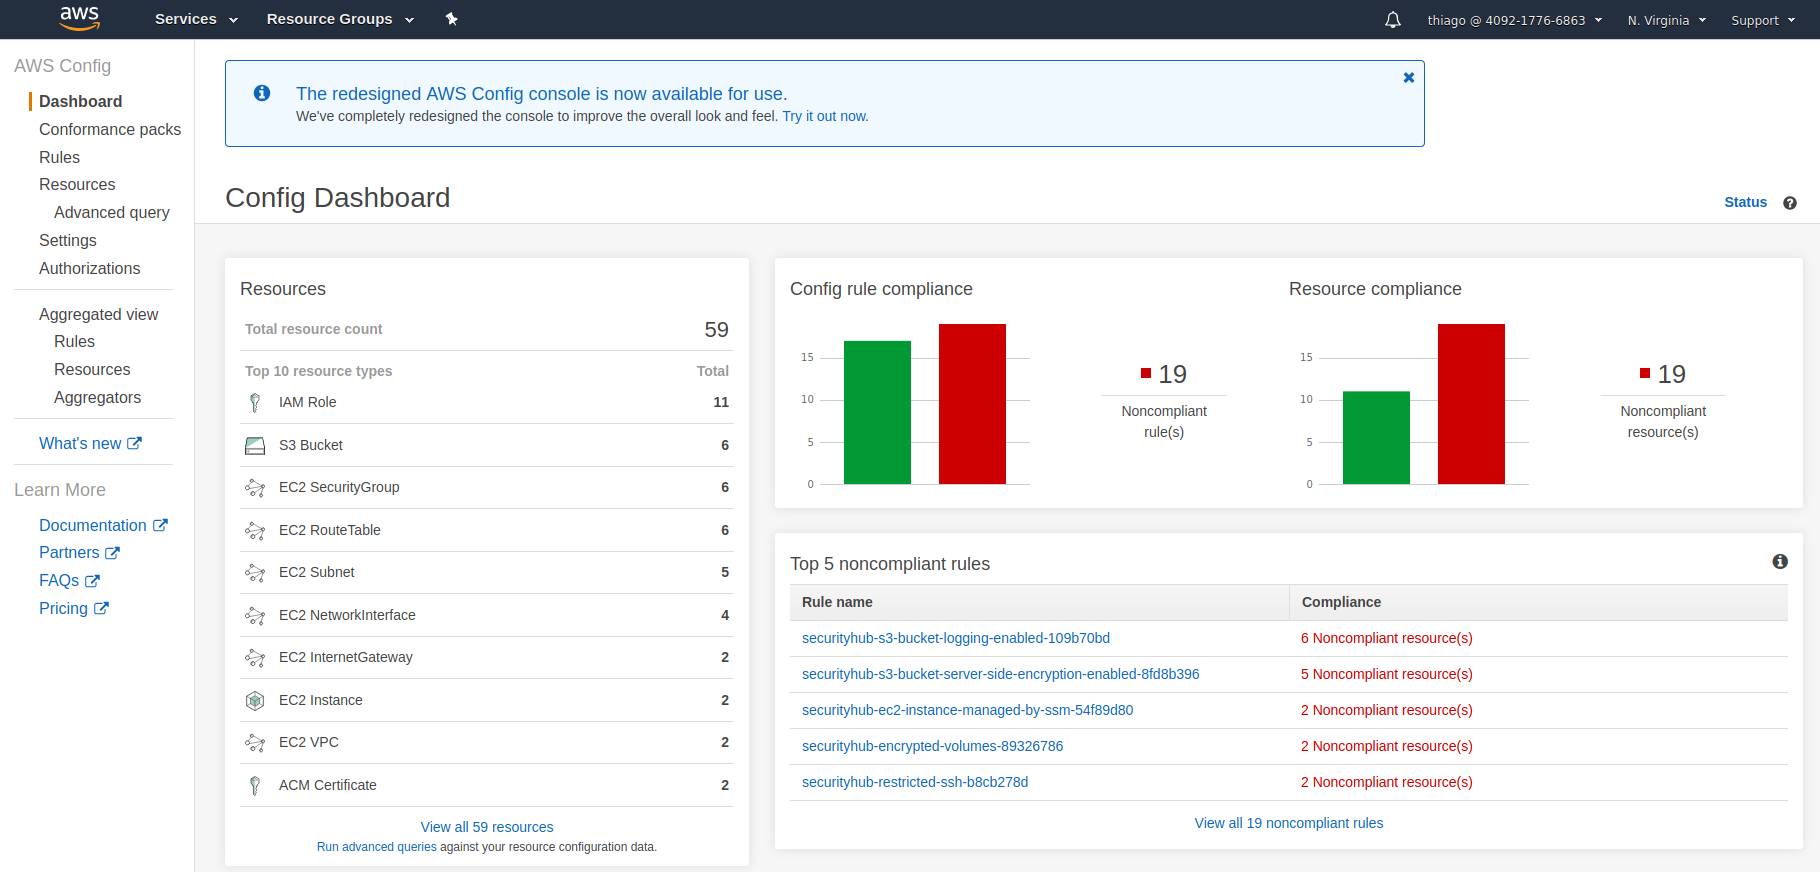 aws Services Resource Groups thiago @ 4092-1776-6863 N. Virginia Support
AWS Config
Dashboard
Conformance packs
Rules
Resources
Advanced query
Settings
Authorizations
Aggregated view
Rules
Resources
Aggregators
What's new
Learn More
Documentation
Partners
FAQs
Pricing
The redesigned AWS Config console is now available for use.
We've completely redesigned the console to improve the overall look and feel. Try it out now.
Config Dashboard
Status
Resources
Total resource count 59
Top 10 resource types Total
IAM Role 11
S3 Bucket 6
EC2 SecurityGroup 6
EC2 RouteTable 6
EC2 Subnet 5
EC2 NetworkInterface 4
EC2 InternetGateway 2
EC2 Instance 2
EC2 VPC 2
ACM Certificate 2
View all 59 resources
Run advanced queries against your resource configuration data.
Config rule compliance
15
10
5
0
19
Noncompliant
rule(s)
Resource compliance
15
10
5
0
19
Noncompliant
resource(s)
Top 5 noncompliant rules
Rule name Compliance
securityhub-s3-bucket-logging-enabled-109b70bd 6 Noncompliant resource(s)
securityhub-s3-bucket-server-side-encryption-enabled-8fd8b396 5 Noncompliant resource(s)
securityhub-ec2-instance-managed-by-ssm-54f89d80 2 Noncompliant resource(s)
securityhub-encrypted-volumes-89326786 2 Noncompliant resource(s)
securityhub-restricted-ssh-b8cb278d 2 Noncompliant resource(s)
View all 19 noncompliant rules